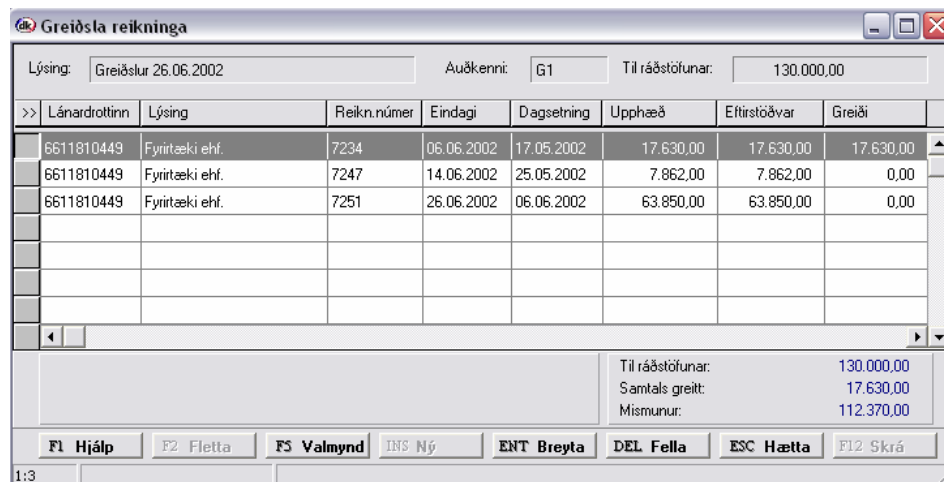 dk Greiðsla reikninga
Lýsing: Greiðslur 26.06.2002 Auðkenni: G1 Til ráðstöfunar: 130.000,00
>> Lánardrottinn Lýsing Reikn.númer Eindagi Dagsetning Upphæð Eftirstöðvar Greiði
6611810449 Fyrirtæki ehf. 7234 06.06.2002 17.05.2002 17.630,00 17.630,00 17.630,00
6611810449 Fyrirtæki ehf. 7247 14.06.2002 25.05.2002 7.862,00 7.862,00 0,00
6611810449 Fyrirtæki ehf. 7251 26.06.2002 06.06.2002 63.850,00 63.850,00 0,00
Til ráðstöfunar: 130.000,00
Samtals greitt: 17.630,00
Mismunur: 112.370,00
F1 Hjálp F2 Fletta F5 Valmynd INS Ný ENT Breyta DEL Fella ESC Hætta F12 Skrá
1:3